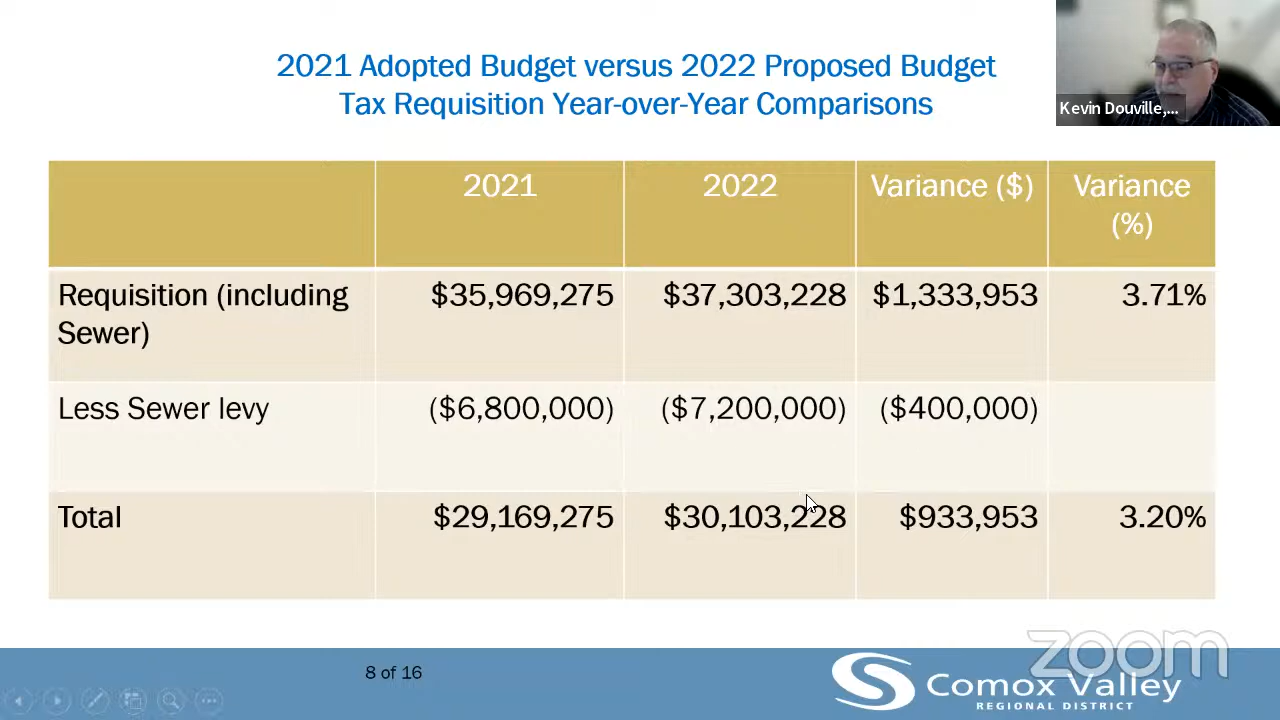 2021 Adopted Budget versus 2022 Proposed Budget
Tax Requisition Year-over-Year Comparisons
Kevin Douville,...
2021 2022 Variance ($) Variance
(%)
Requisition (including $35,969,275 $37,303,228 $1,333,953 3.71%
Sewer)
Less Sewer levy ($6,800,000) ($7,200,000) ($400,000)
Total $29,169,275 $30,103,228 $933,953 3.20%
zoom
8 of 16
Comox Valley
REGIONAL DISTRICT